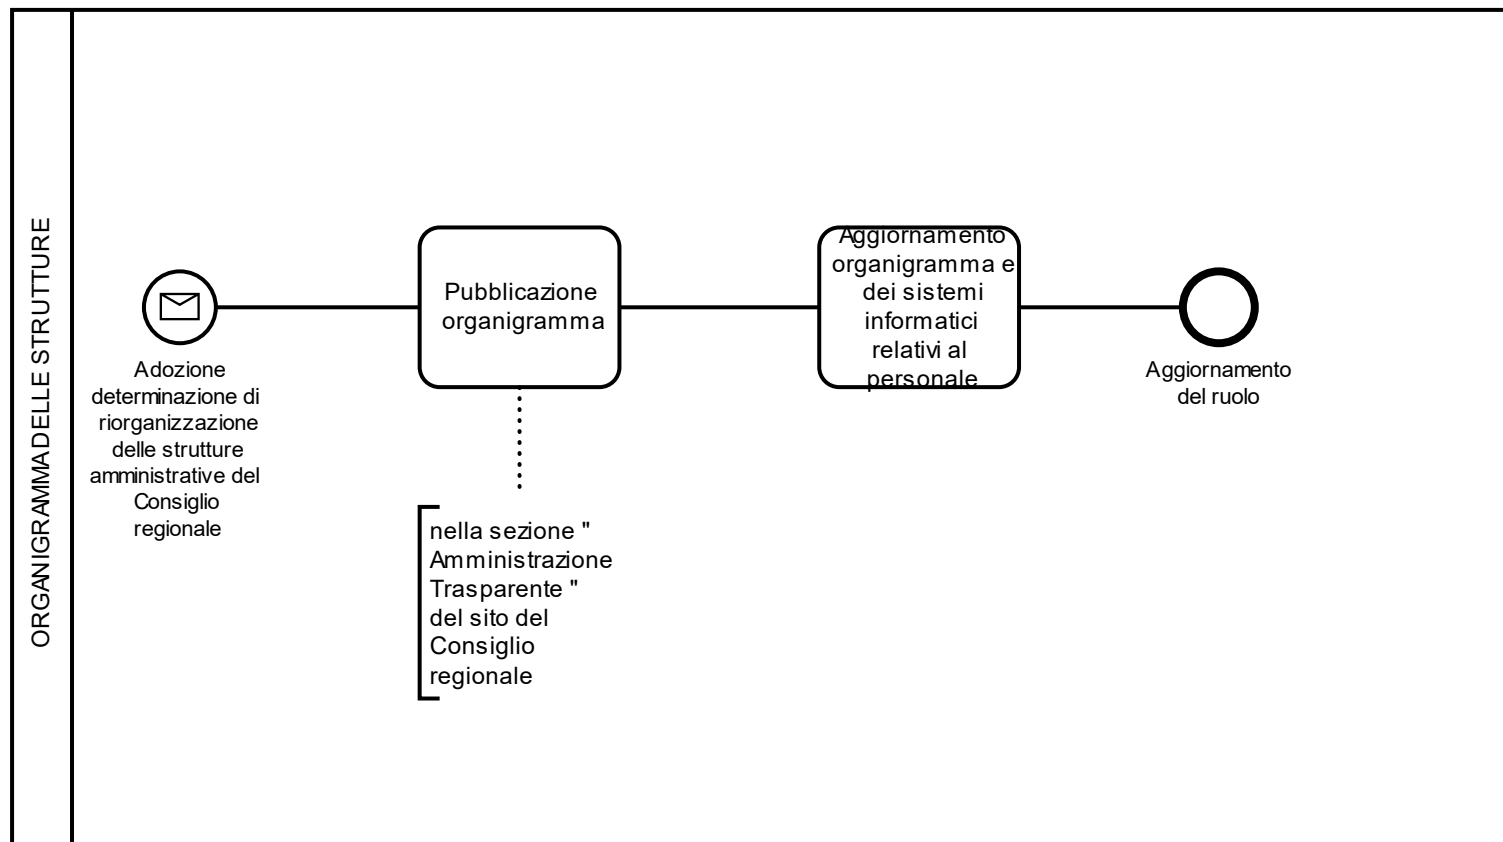 ORGANIGRAMMA DELLE STRUTTURE
Adozione
determinazione di
riorganizzazione
delle strutture
amministrative del
Consiglio
regionale
Pubblicazione
organigramma
nella sezione "
Amministrazione
Trasparente "
del sito del
Consiglio
regionale
Aggiornamento
organigramma e
dei sistemi
informatici
relativi al
personale
Aggiornamento
del ruolo